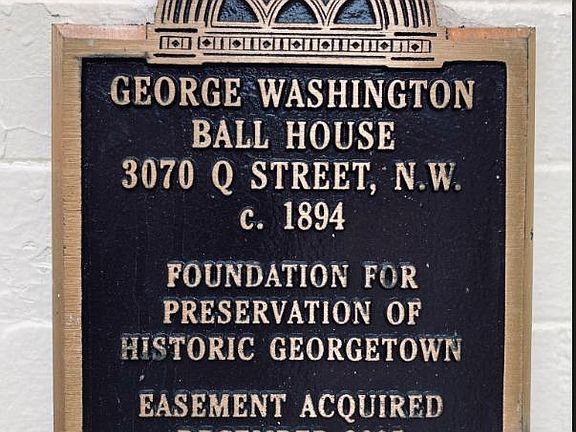 GEORGE WASHINGTON
BALL HOUSE
3070 Q STREET, N.W.
c. 1894
FOUNDATION FOR
PRESERVATION OF
HISTORIC GEORGETOWN
EASEMENT ACQUIRED